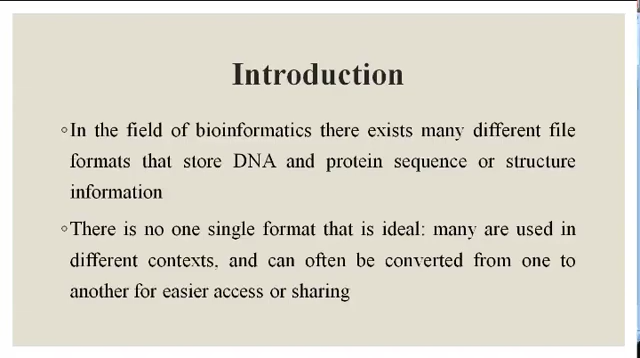 Introduction
◦In the field of bioinformatics there exists many different file
formats that store DNA and protein sequence or structure
information
◦There is no one single format that is ideal: many are used in
different contexts, and can often be converted from one to
another for easier access or sharing